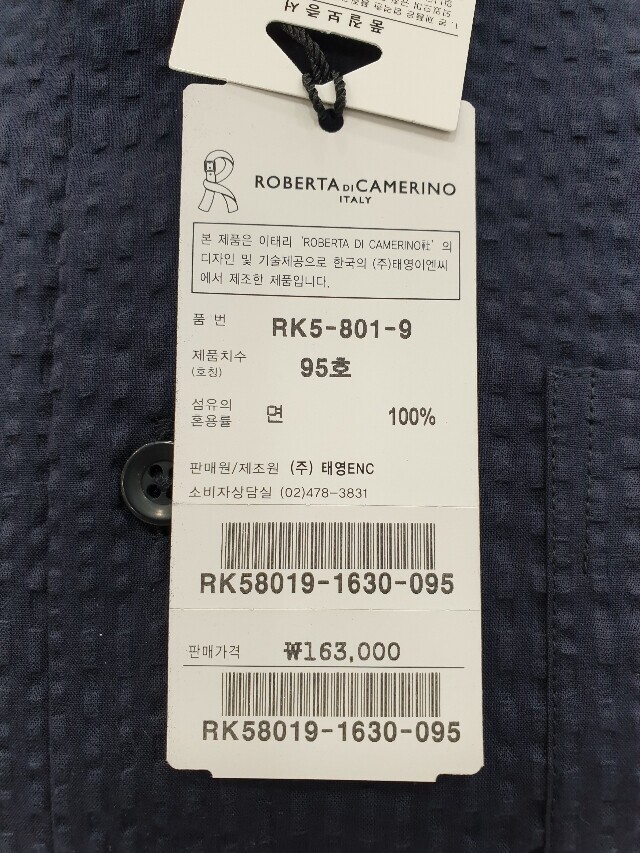 품 질 보 증 서
ROBERTA DI CAMERINO
ITALY
본 제품은 이태리 'ROBERTA DI CAMERINO社' 의
디자인 및 기술제공으로 한국의 (주)태영이엔씨
에서 제조한 제품입니다.
품 번 RK5-801-9
제품치수 95호
(호칭)
섬유의 면 100%
혼용률
판매원/제조원 (주) 태영ENC
소비자상담실 (02)478-3831
RK58019-1630-095
판매가격 ₩163,000
RK58019-1630-095